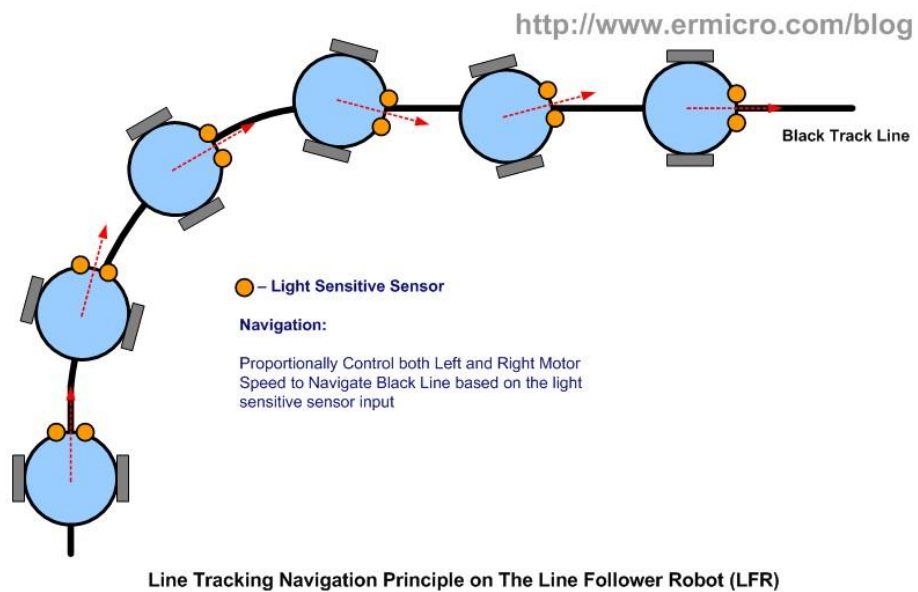 http://www.ermicro.com/blog
Black Track Line
– Light Sensitive Sensor
Navigation:
Proportionally Control both Left and Right Motor
Speed to Navigate Black Line based on the light
sensitive sensor input
Line Tracking Navigation Principle on The Line Follower Robot (LFR)